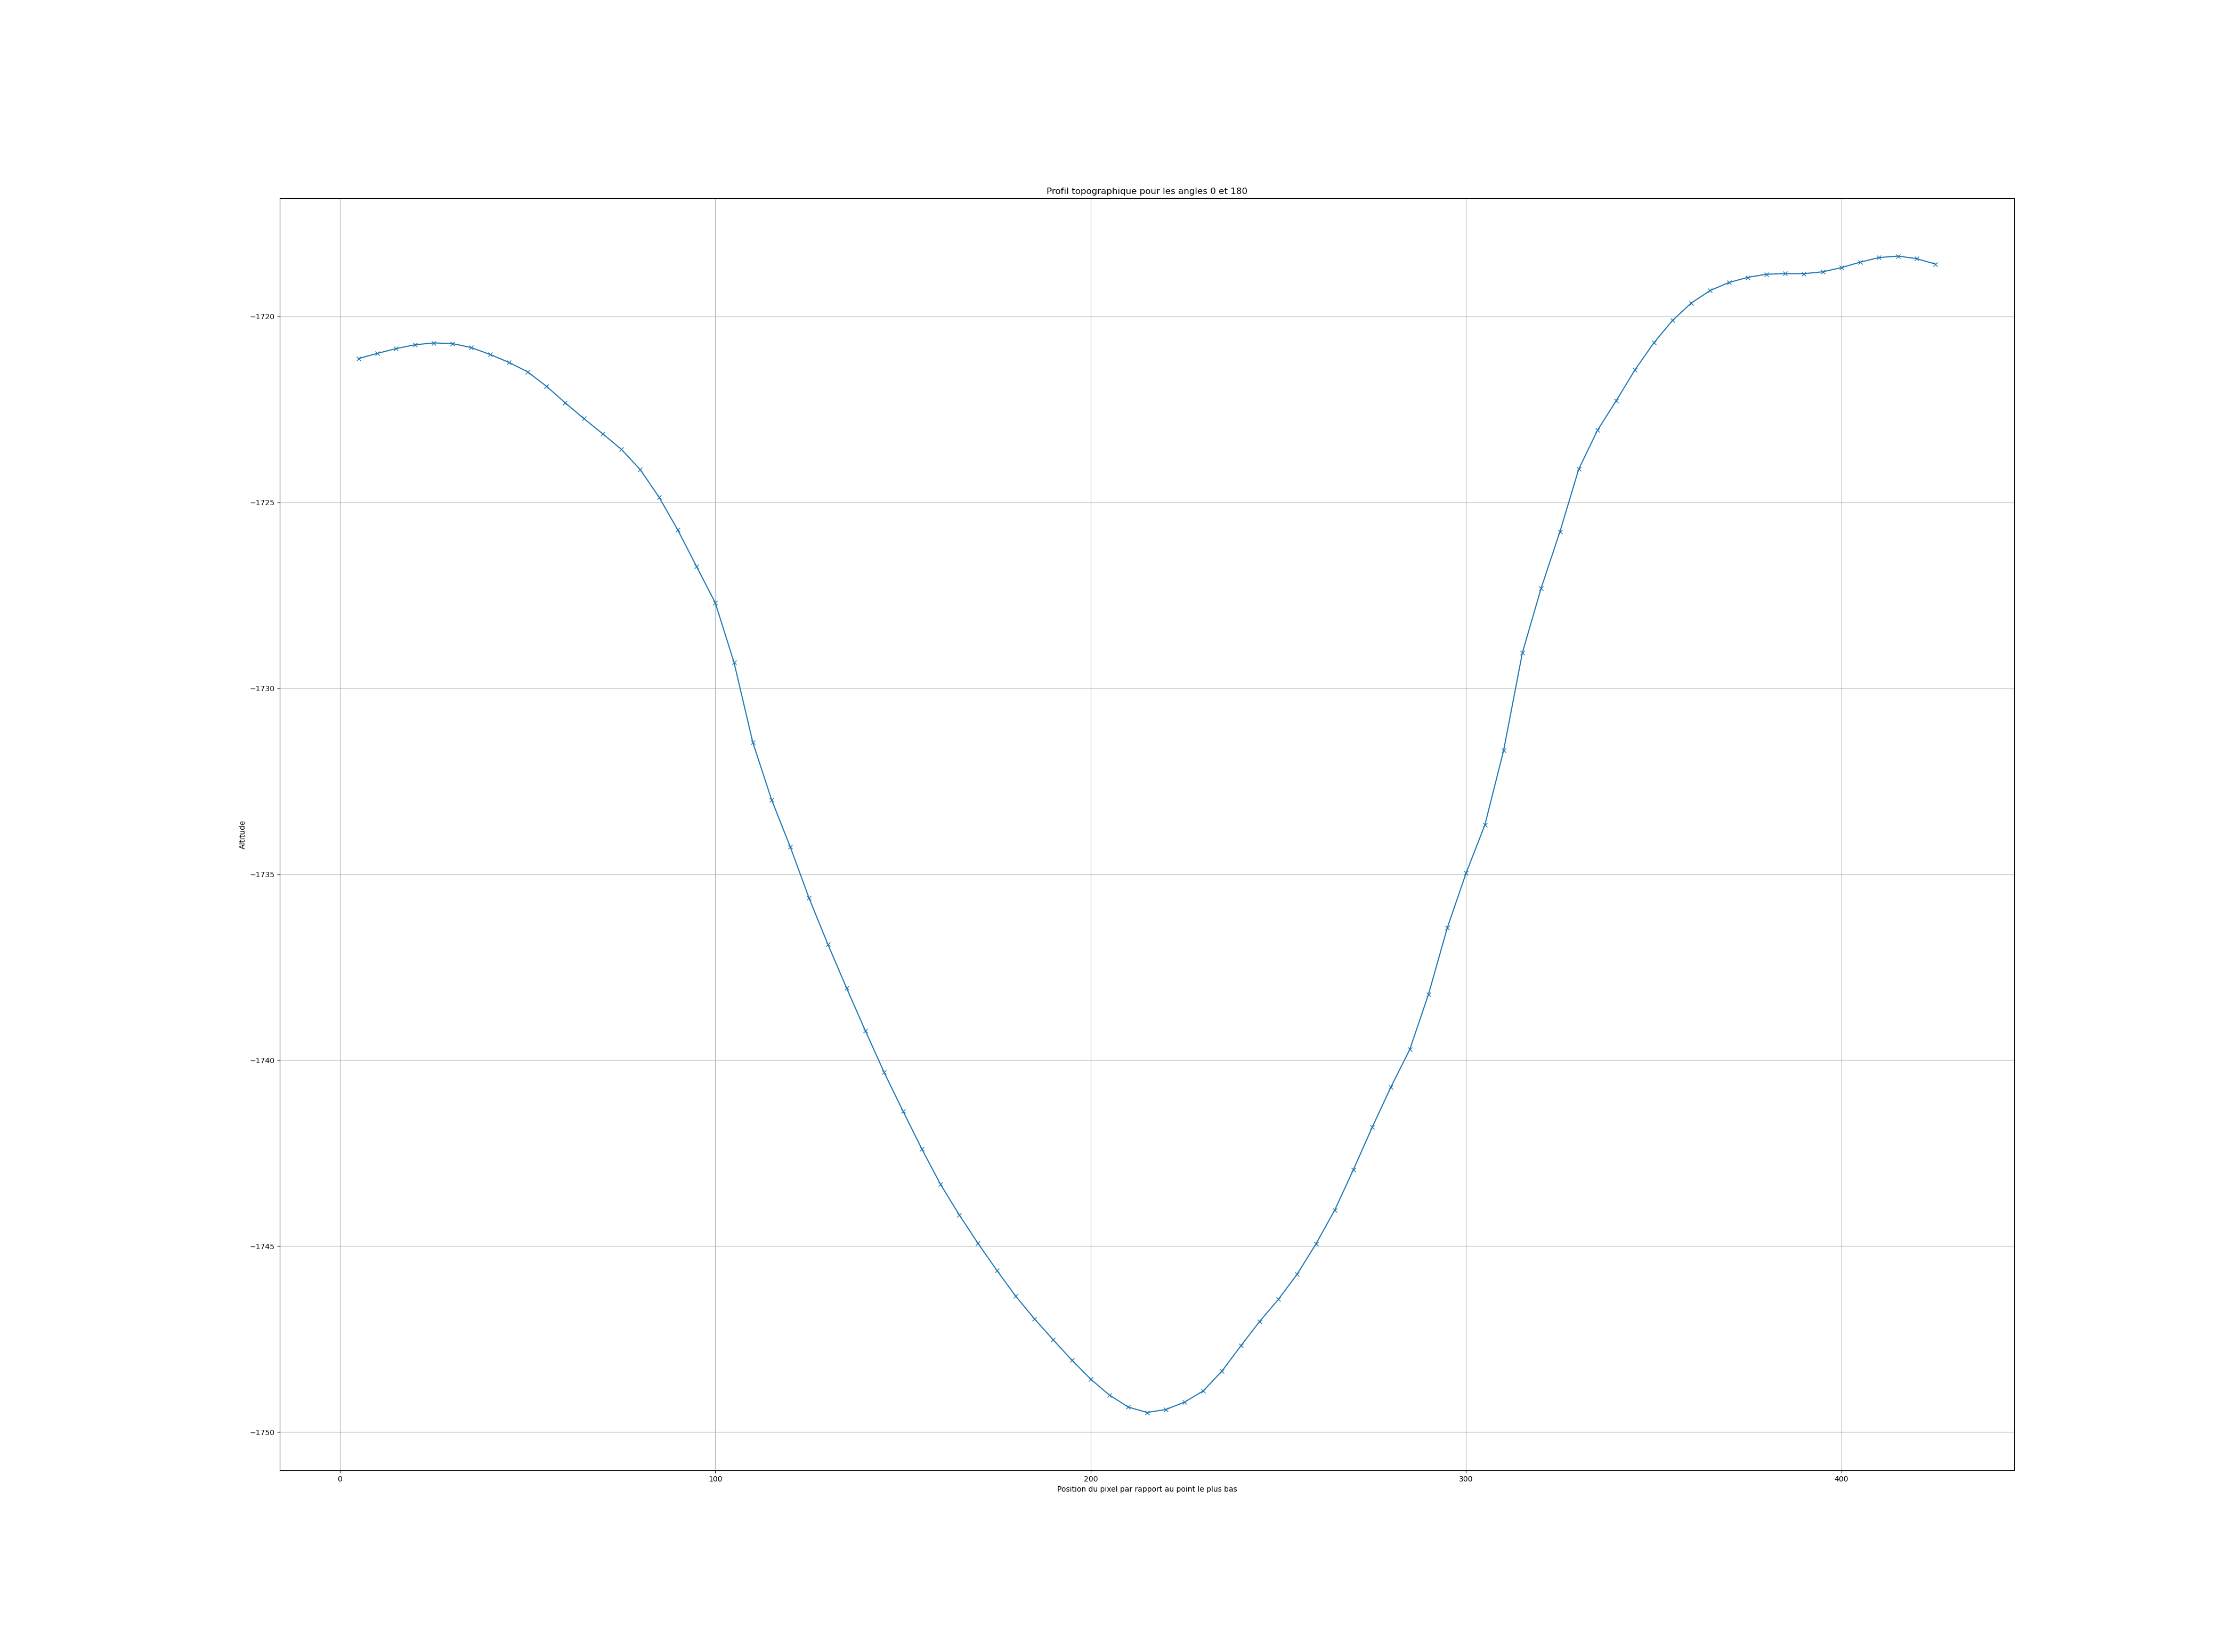 Profil topographique pour les angles 0 et 180
−1720
−1725
−1730
−1735
−1740
−1745
−1750
Altitude
0 100 200 300 400
Position du pixel par rapport au point le plus bas